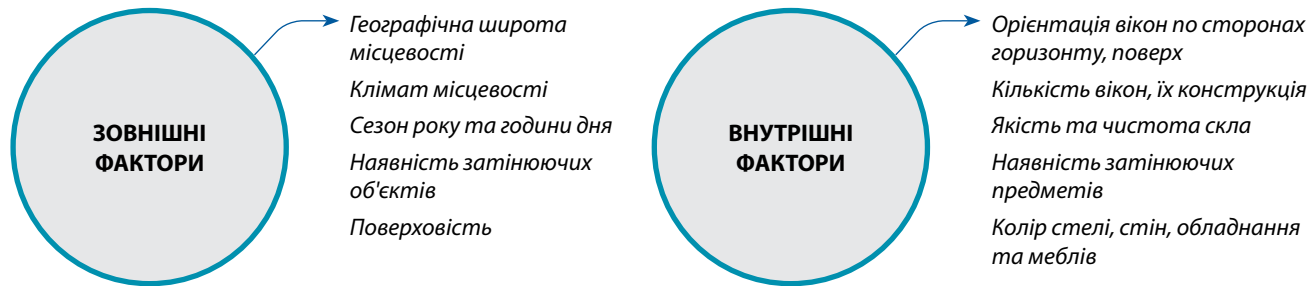 ЗОВНІШНІ
ФАКТОРИ
Географічна широта
місцевості
Клімат місцевості
Сезон року та години дня
Наявність затінюючих
об'єктів
Поверховість
ВНУТРІШНІ
ФАКТОРИ
Орієнтація вікон по сторонах
горизонту, поверх
Кількість вікон, їх конструкція
Якість та чистота скла
Наявність затінюючих
предметів
Колір стелі, стін, обладнання
та меблів